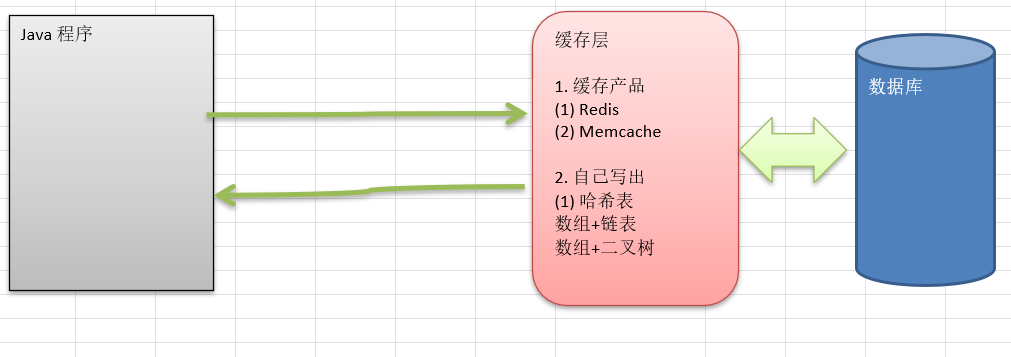 Java 程序
缓存层
1. 缓存产品
(1) Redis
(2) Memcache
2. 自己写出
(1) 哈希表
数组+链表
数组+二叉树
数据库